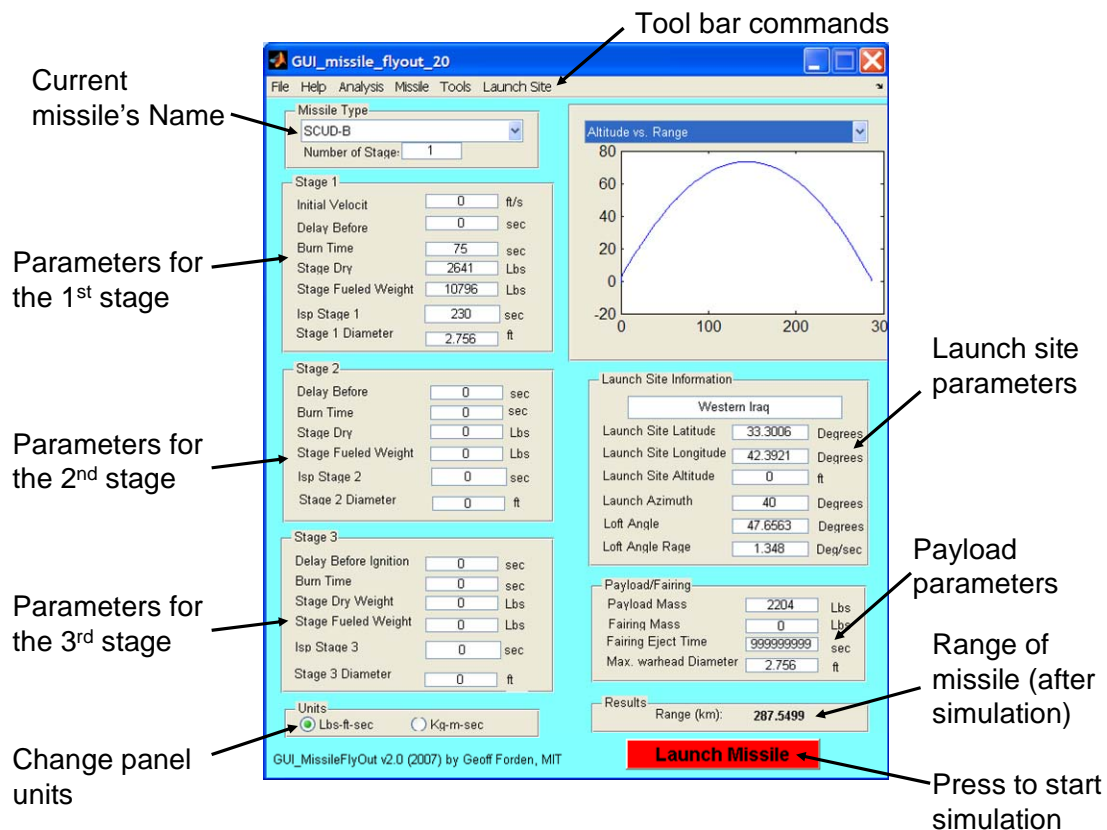 Tool bar commands
GUI_missile_flyout_20
File Help Analysis Missile Tools Launch Site
Current
missile's Name
Missile Type
SCUD-B
Number of Stage: 1
Altitude vs. Range
80
60
40
20
0
-20
0 100 200 30
Parameters for
the 1st stage
Stage 1
Initial Velocit 0 ft/s
Delay Before 0 sec
Burn Time 75 sec
Stage Dry 2641 Lbs
Stage Fueled Weight 10796 Lbs
Isp Stage 1 230 sec
Stage 1 Diameter 2.756 ft
Parameters for
the 2nd stage
Stage 2
Delay Before 0 sec
Burn Time 0 sec
Stage Dry 0 Lbs
Stage Fueled Weight 0 Lbs
Isp Stage 2 0 sec
Stage 2 Diameter 0 ft
Parameters for
the 3rd stage
Stage 3
Delay Before Ignition 0 sec
Burn Time 0 sec
Stage Dry Weight 0 Lbs
Stage Fueled Weight 0 Lbs
Isp Stage 3 0 sec
Stage 3 Diameter 0 ft
Change panel
units
Units
Lbs-ft-sec Kg-m-sec
GUI_MissileFlyOut v2.0 (2007) by Geoff Forden, MIT
Launch site
parameters
Launch Site Information
Western Iraq
Launch Site Latitude 33.3006 Degrees
Launch Site Longitude 42.3921 Degrees
Launch Site Altitude 0 ft
Launch Azimuth 40 Degrees
Loft Angle 47.6563 Degrees
Loft Angle Rage 1.348 Deg/sec
Payload
parameters
Payload/Fairing
Payload Mass 2204 Lbs
Fairing Mass 0 Lbs
Fairing Eject Time 999999999 sec
Max. warhead Diameter 2.756 ft
Range of
missile (after
simulation)
Results
Range (km): 287.5499
Launch Missile
Press to start
simulation